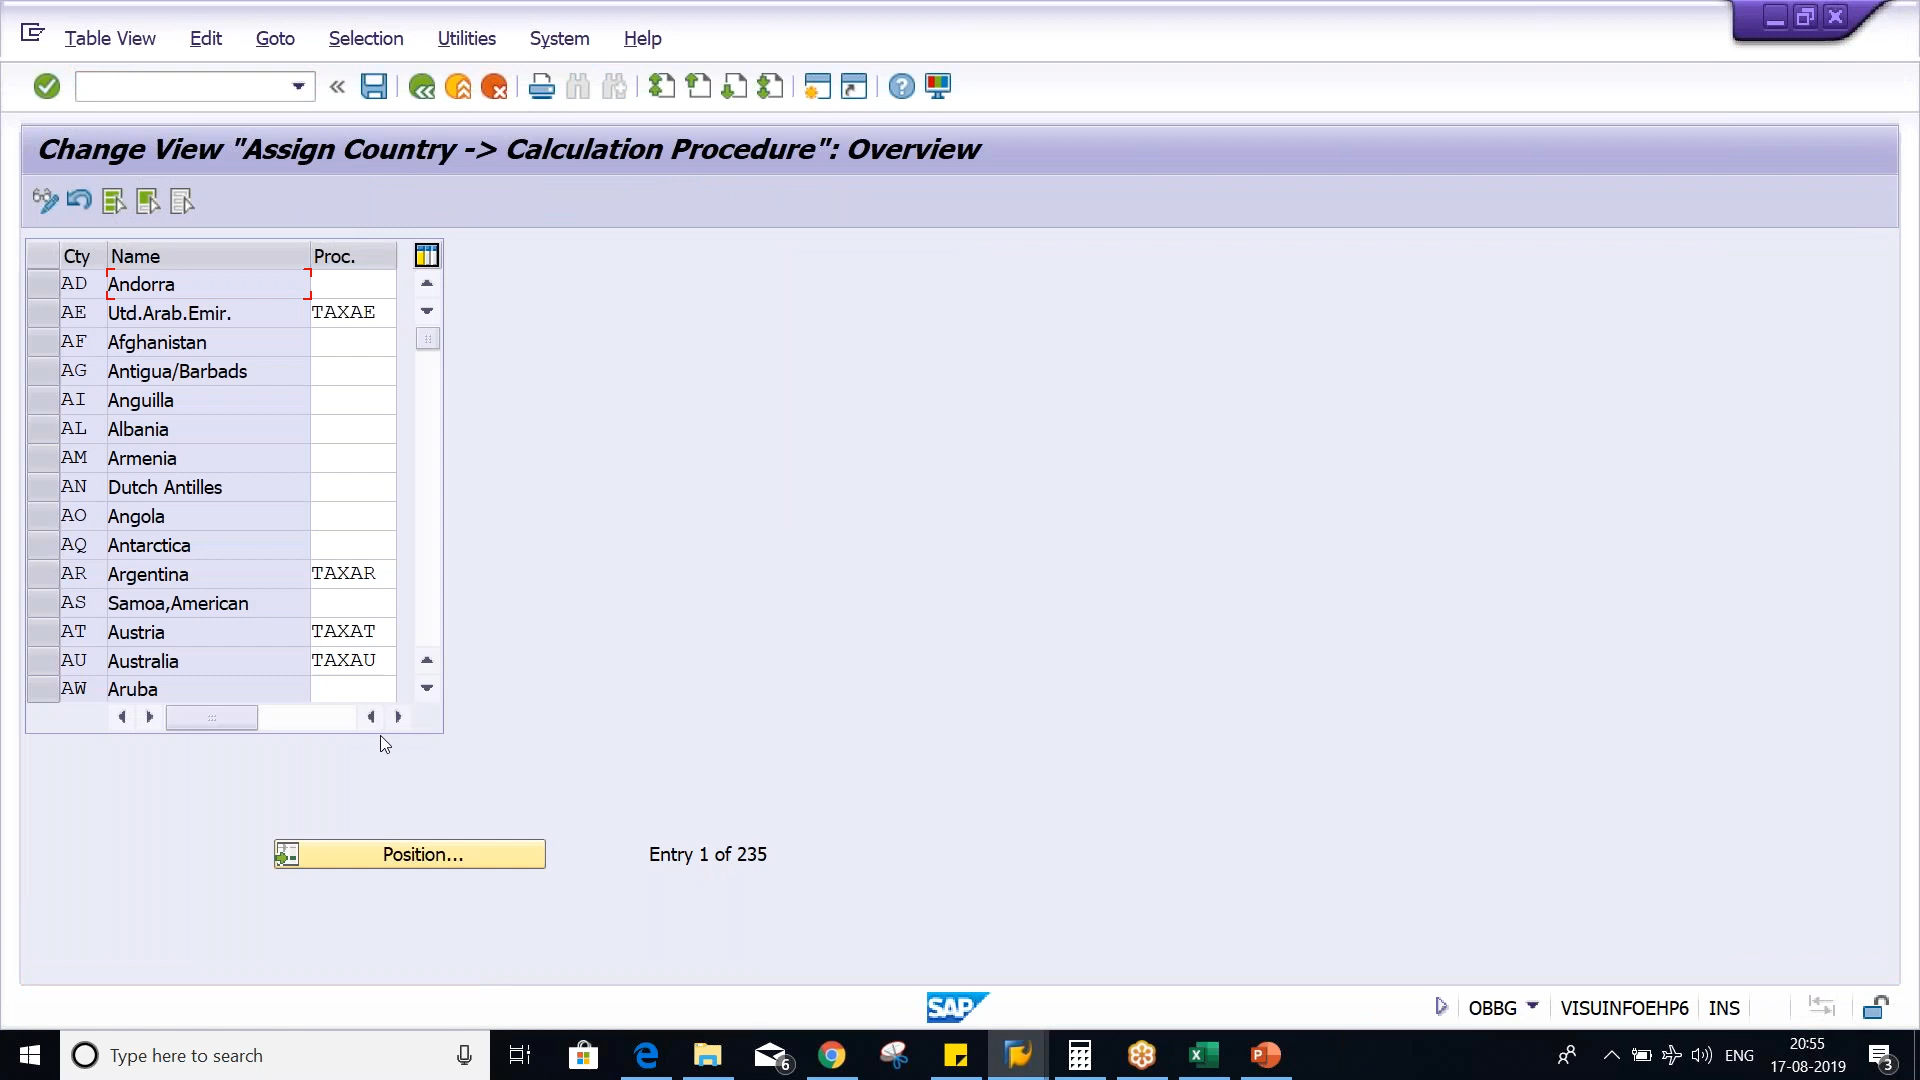 Table View Edit Goto Selection Utilities System Help
Change View "Assign Country -> Calculation Procedure": Overview
Cty Name Proc.
AD Andorra
AE Utd.Arab.Emir. TAXAE
AF Afghanistan
AG Antigua/Barbads
AI Anguilla
AL Albania
AM Armenia
AN Dutch Antilles
AO Angola
AQ Antarctica
AR Argentina TAXAR
AS Samoa,American
AT Austria TAXAT
AU Australia TAXAU
AW Aruba
Position... Entry 1 of 235
SAP OBBG VISUINFOEHP6 INS
Type here to search 6 ENG 20:55
17-08-2019 3